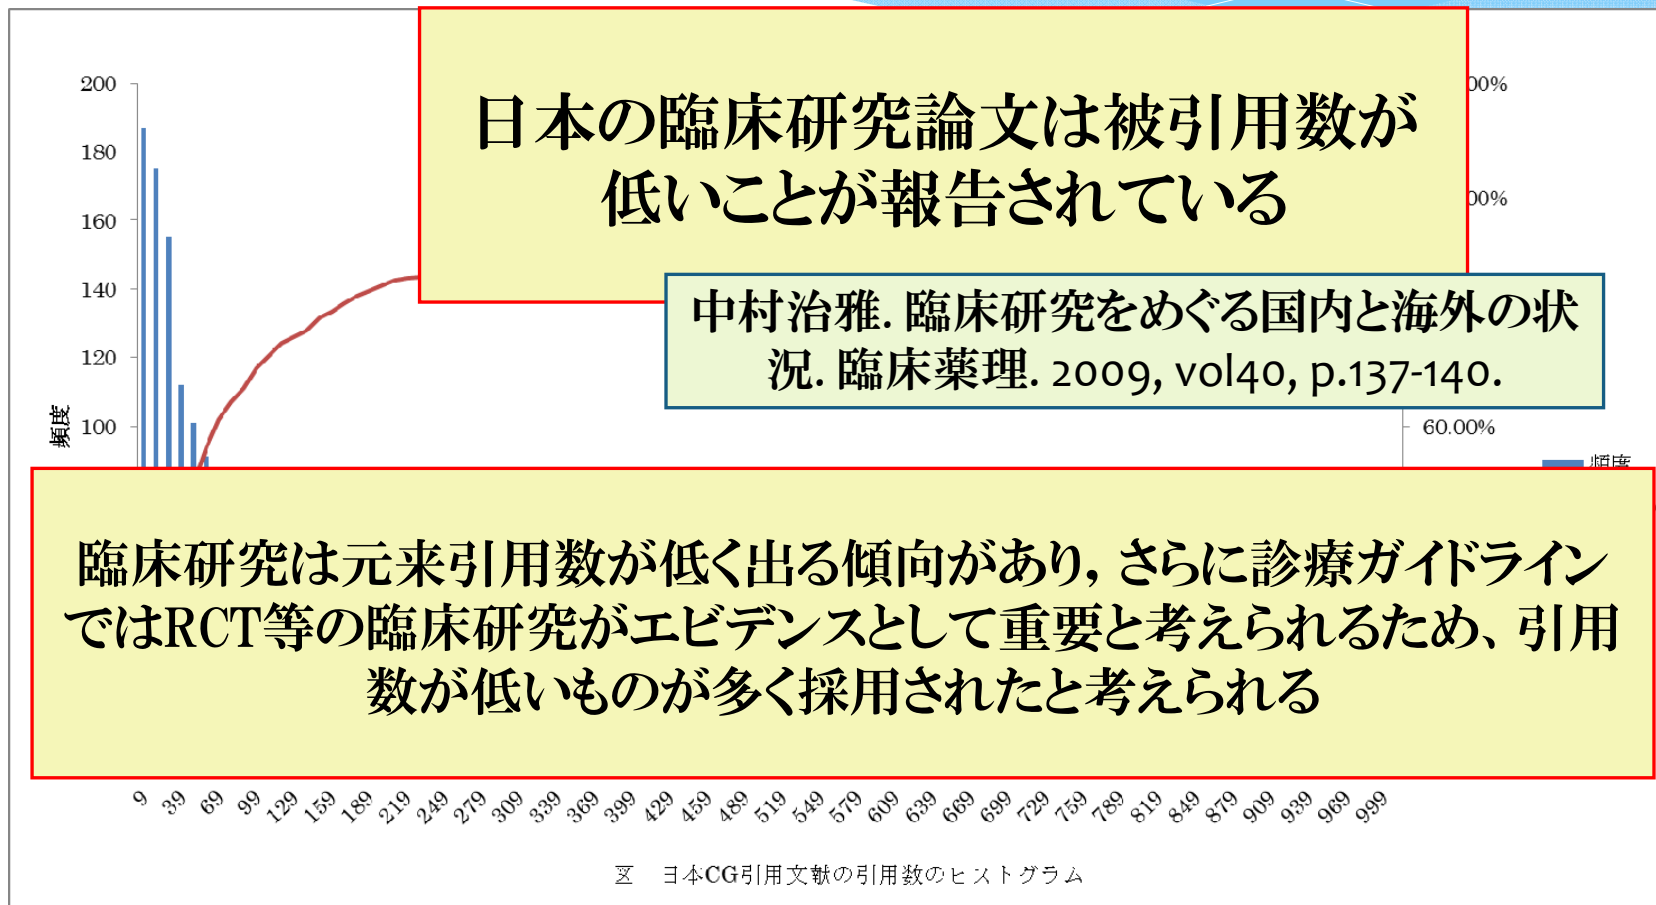 日本の臨床研究論文は被引用数が
低いことが報告されている
中村治雅. 臨床研究をめぐる国内と海外の状
況. 臨床薬理. 2009, vol40, p.137-140.
臨床研究は元来引用数が低く出る傾向があり, さらに診療ガイドライン
ではRCT等の臨床研究がエビデンスとして重要と考えられるため、引用
数が低いものが多く採用されたと考えられる
200
180
160
140
120
100
頻度
00%
00%
60.00%
頻度
9 39 69 99 129 159 189 219 249 279 309 339 369 399 429 459 489 519 549 579 609 639 669 699 729 759 789 819 849 879 909 939 969 999
図 日本CG引用文献の引用数のヒストグラム